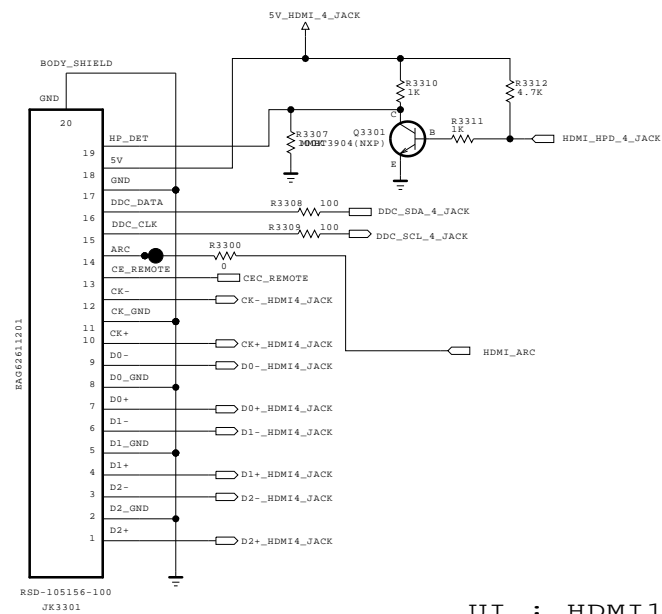 5V_HDMI_4_JACK
BODY_SHIELD
GND
20
R3310
1K
R3312
4.7K
R3307
Q3301
MMBT3904(NXP)
C
B
E
R3311
1K
HDMI_HPD_4_JACK
19 HP_DET
18 5V
17 GND
16 DDC_DATA
R3308 100
DDC_SDA_4_JACK
15 DDC_CLK
R3309 100
DDC_SCL_4_JACK
14 ARC
R3300
0
13 CE_REMOTE
CEC_REMOTE
12 CK-
CK-_HDMI4_JACK
11 CK_GND
10 CK+
CK+_HDMI4_JACK
HDMI_ARC
9 D0-
D0-_HDMI4_JACK
8 D0_GND
7 D0+
D0+_HDMI4_JACK
6 D1-
D1-_HDMI4_JACK
5 D1_GND
4 D1+
D1+_HDMI4_JACK
3 D2-
D2-_HDMI4_JACK
2 D2_GND
1 D2+
D2+_HDMI4_JACK
EAG62611201
RSD-105156-100
JK3301
UI : HDMI1